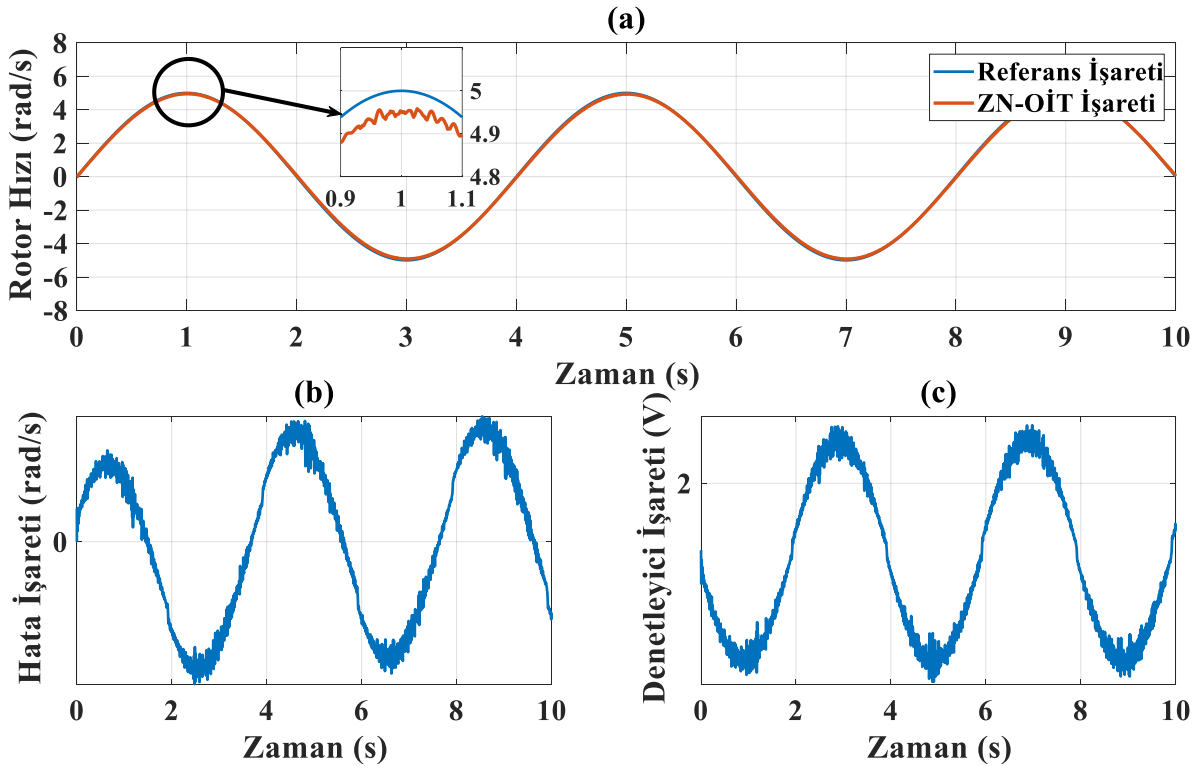 (a)
Rotor Hızı (rad/s)
8
6
4
2
0
-2
-4
-6
-8
0 1 2 3 4 5 6 7 8 9 10
Zaman (s)
5
4.9
4.8
0.9 1 1.1
Referans İşareti
ZN-OİT İşareti
(b)
Hata İşareti (rad/s)
0
0 2 4 6 8 10
Zaman (s)
(c)
Denetleyici İşareti (V)
2
0 2 4 6 8 10
Zaman (s)